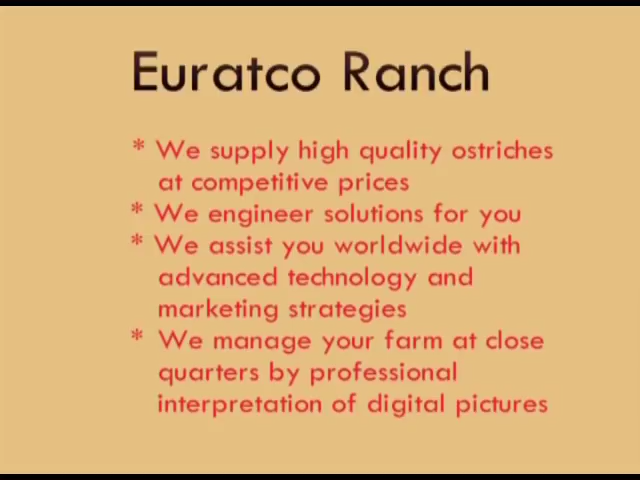 Euratco Ranch
* We supply high quality ostriches
at competitive prices
* We engineer solutions for you
* We assist you worldwide with
advanced technology and
marketing strategies
* We manage your farm at close
quarters by professional
interpretation of digital pictures